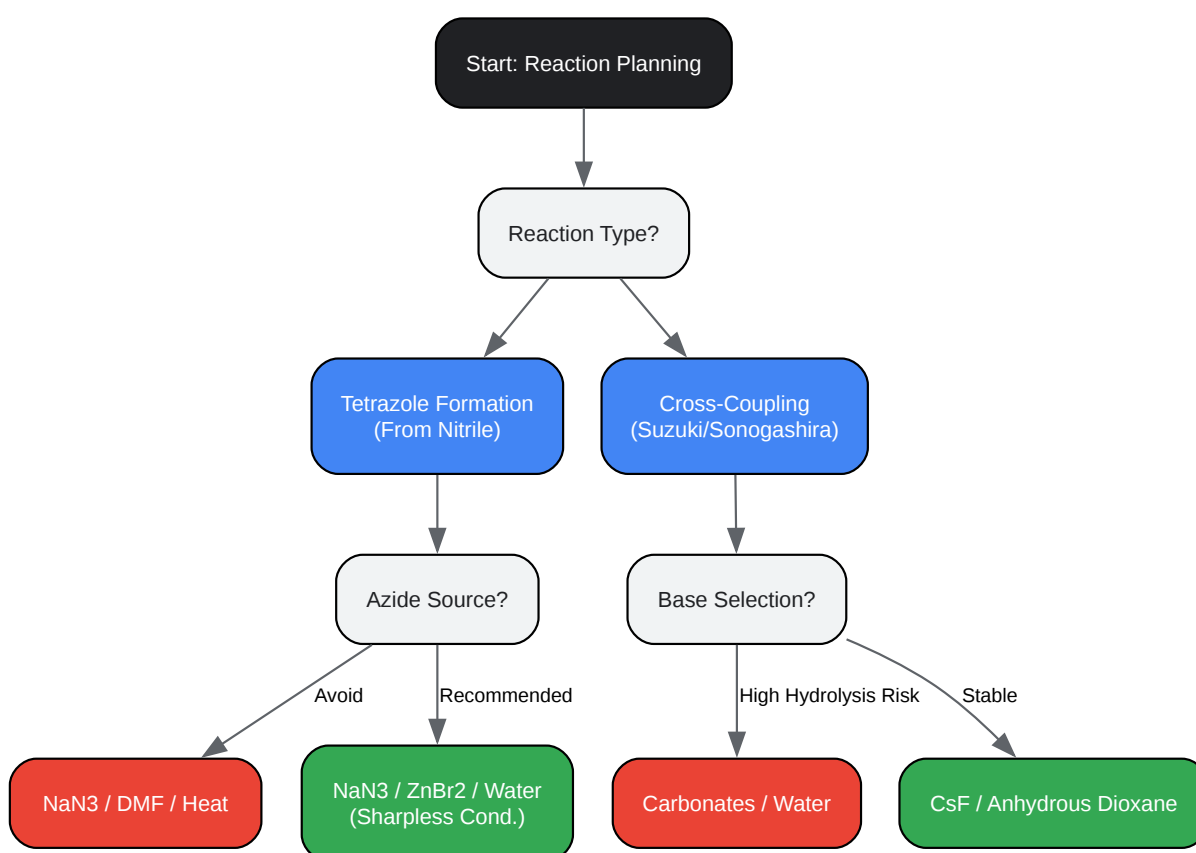 Start: Reaction Planning
Reaction Type?
Tetrazole Formation
(From Nitrile)
Cross-Coupling
(Suzuki/Sonogashira)
Azide Source?
Base Selection?
Avoid
Recommended
High Hydrolysis Risk
Stable
NaN3 / DMF / Heat
NaN3 / ZnBr2 / Water
(Sharpless Cond.)
Carbonates / Water
CsF / Anhydrous Dioxane